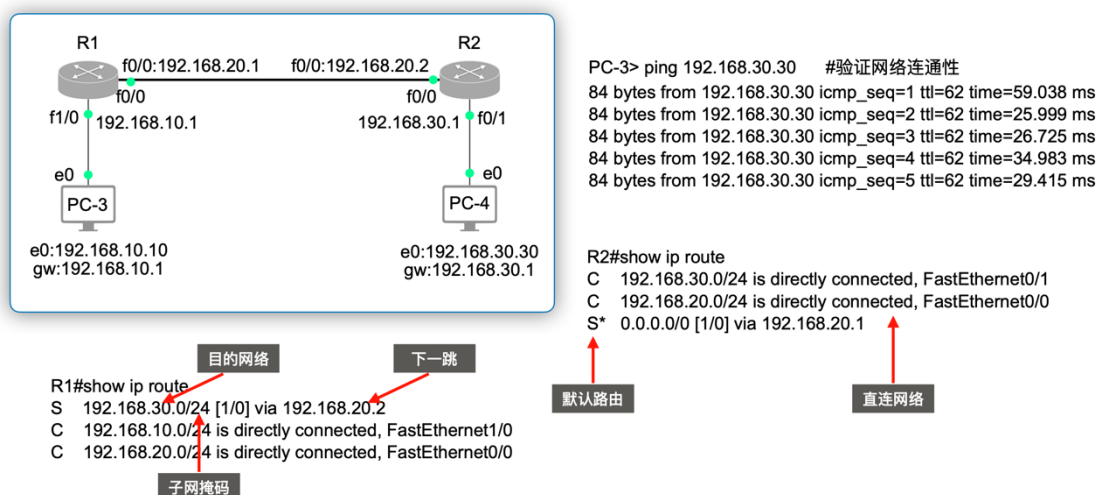 R1
R2
f0/0:192.168.20.1
f0/0:192.168.20.2
f0/0
f0/0
f1/0
192.168.10.1
192.168.30.1
f0/1
e0
e0
PC-3
PC-4
e0:192.168.10.10
gw:192.168.10.1
e0:192.168.30.30
gw:192.168.30.1
PC-3> ping 192.168.30.30 #验证网络连通性
84 bytes from 192.168.30.30 icmp_seq=1 ttl=62 time=59.038 ms
84 bytes from 192.168.30.30 icmp_seq=2 ttl=62 time=25.999 ms
84 bytes from 192.168.30.30 icmp_seq=3 ttl=62 time=26.725 ms
84 bytes from 192.168.30.30 icmp_seq=4 ttl=62 time=34.983 ms
84 bytes from 192.168.30.30 icmp_seq=5 ttl=62 time=29.415 ms
R2#show ip route
C 192.168.30.0/24 is directly connected, FastEthernet0/1
C 192.168.20.0/24 is directly connected, FastEthernet0/0
S* 0.0.0.0/0 [1/0] via 192.168.20.1
默认路由
直连网络
目的网络
下一跳
R1#show ip route
S 192.168.30.0/24 [1/0] via 192.168.20.2
C 192.168.10.0/24 is directly connected, FastEthernet1/0
C 192.168.20.0/24 is directly connected, FastEthernet0/0
子网掩码